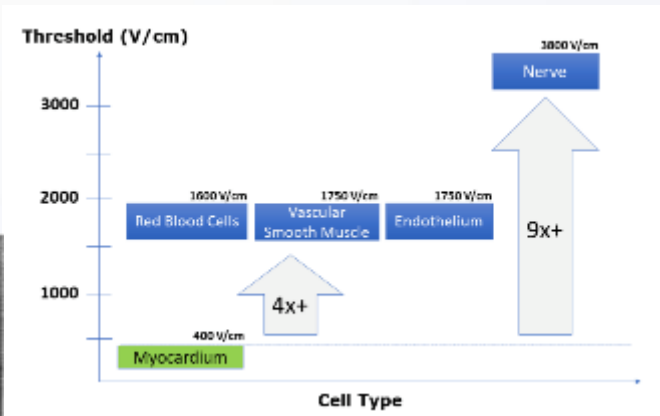 Threshold (V/cm)
3800 V/cm
Nerve
3000
2000
1600 V/cm
1750 V/cm
1750 V/cm
Red Blood Cells
Vascular
Smooth Muscle
Endothelium
9x+
1000
4x+
400 V/cm
Myocardium
Cell Type